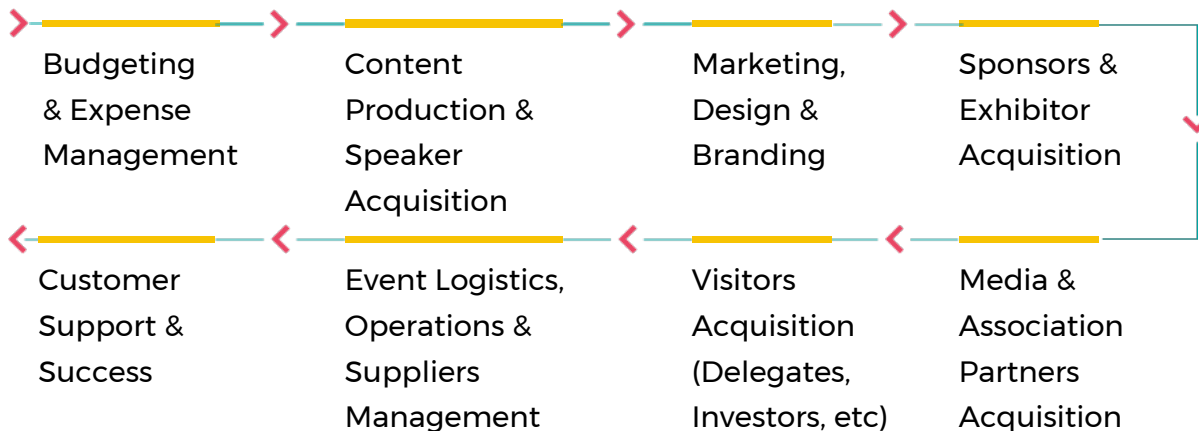 Budgeting
& Expense
Management
Content
Production &
Speaker
Acquisition
Marketing,
Design &
Branding
Sponsors &
Exhibitor
Acquisition
Media &
Association
Partners
Acquisition
Visitors
Acquisition
(Delegates,
Investors, etc)
Event Logistics,
Operations &
Suppliers
Management
Customer
Support &
Success